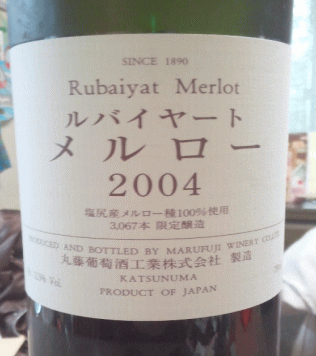 SINCE 1890
Rubaiyat Merlot
ルバイヤート
メルロー
2004
塩尻産メルロー種100%使用
3,067本 限定醸造
PRODUCED AND BOTTLED BY MARUFUJI WINERY CO., LTD.
丸藤葡萄酒工業株式会社 製造
Vol.
KATSUNUMA
PRODUCT OF JAPAN